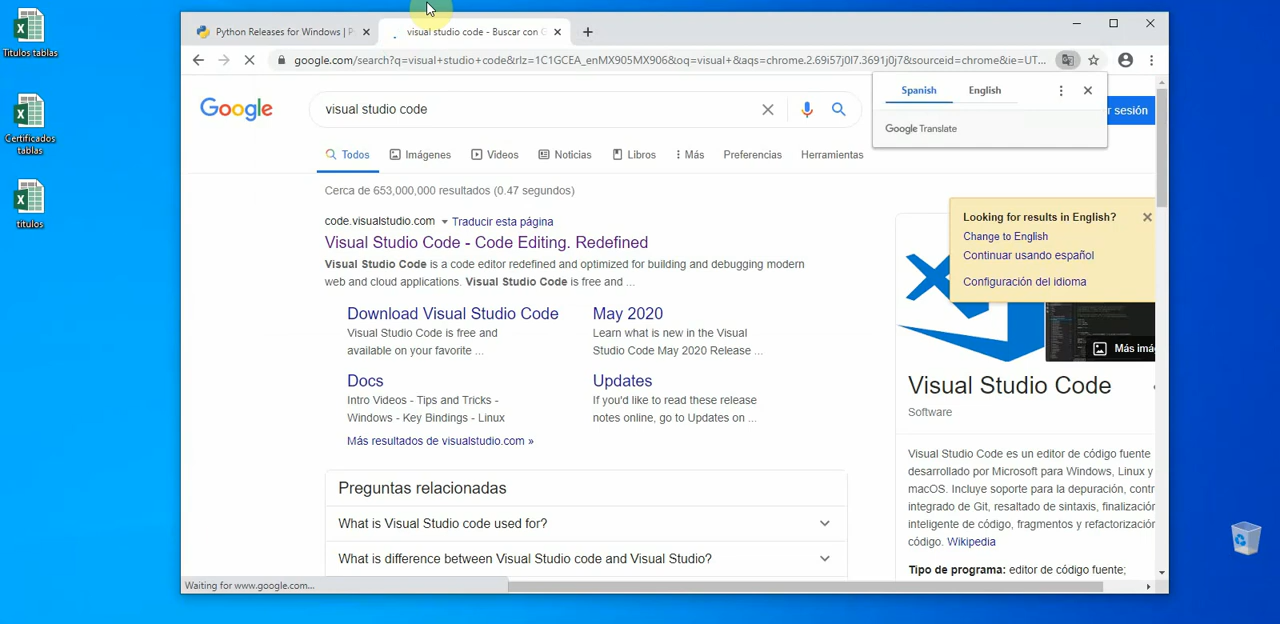 Titulos tablas
Certificados
tablas
titulos
Python Releases for Windows | P
visual studio code - Buscar con G
google.com/search?q=visual+studio+code&rlz=1C1GCEA_enMX905MX906&oq=visual+&aqs=chrome.2.69i57j0l7.3691j0j7&sourceid=chrome&ie=UT...
Google
visual studio code
Spanish
English
Google Translate
r sesión
Todos
Imágenes
Videos
Noticias
Libros
Más
Preferencias
Herramientas
Cerca de 653,000,000 resultados (0.47 segundos)
code.visualstudio.com Traducir esta página
Visual Studio Code - Code Editing. Redefined
Visual Studio Code is a code editor redefined and optimized for building and debugging modern
web and cloud applications. Visual Studio Code is free and ...
Download Visual Studio Code
Visual Studio Code is free and
available on your favorite ...
May 2020
Learn what is new in the Visual
Studio Code May 2020 Release ...
Docs
Intro Videos - Tips and Tricks -
Windows - Key Bindings - Linux
Updates
If you'd like to read these release
notes online, go to Updates on ...
Más resultados de visualstudio.com »
Preguntas relacionadas
What is Visual Studio code used for?
What is difference between Visual Studio code and Visual Studio?
Looking for results in English?
Change to English
Continuar usando español
Configuración del idioma
Más imá
Visual Studio Code
Software
Visual Studio Code es un editor de código fuente
desarrollado por Microsoft para Windows, Linux y
macOS. Incluye soporte para la depuración, contr
integrado de Git, resaltado de sintaxis, finalización
inteligente de código, fragmentos y refactorización
código. Wikipedia
Tipo de programa: editor de código fuente;
Waiting for www.google.com...